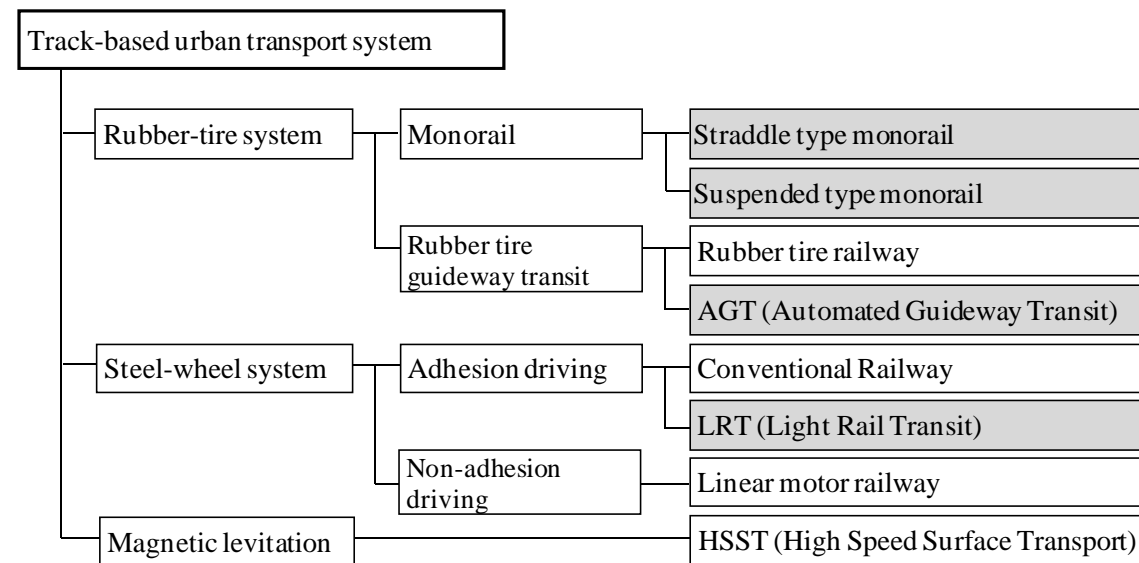 Track-based urban transport system
Rubber-tire system
Monorail
Straddle type monorail
Suspended type monorail
Rubber tire
guideway transit
Rubber tire railway
AGT (Automated Guideway Transit)
Steel-wheel system
Adhesion driving
Conventional Railway
LRT (Light Rail Transit)
Non-adhesion
driving
Linear motor railway
Magnetic levitation
HSST (High Speed Surface Transport)